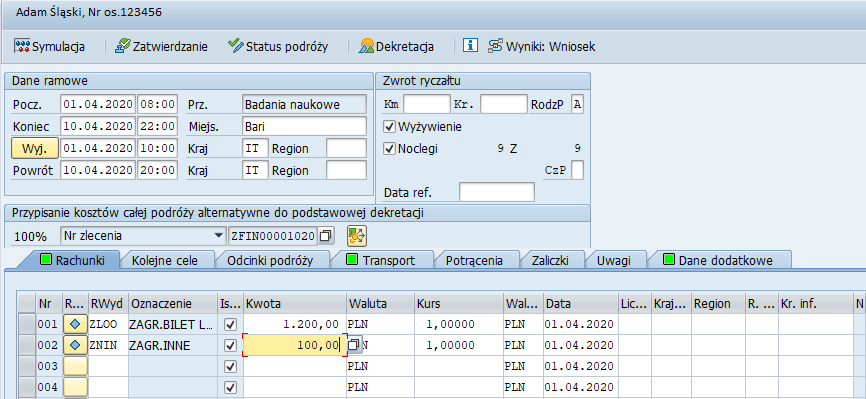 Adam Śląski, Nr os.123456
Symulacja Zatwierdzanie Status podróży Dekretacja Wyniki: Wniosek
Dane ramowe Zwrot ryczałtu
Pocz. 01.04.2020 08:00 Prz. Badania naukowe Km Kr. RodzP A
Koniec 10.04.2020 22:00 Miejs. Bari Wyżywienie
Wyj. 01.04.2020 10:00 Kraj IT Region Noclegi 9 Z 9
Powrót 10.04.2020 20:00 Kraj IT Region CzP
Data ref.
Przypisanie kosztów całej podróży alternatywne do podstawowej dekretacji
100% Nr zlecenia ZFIN00001020
Rachunki Kolejne cele Odcinki podróży Transport Potrącenia Zaliczki Uwagi Dane dodatkowe
Nr R... RWyd Oznaczenie Is... Kwota Waluta Kurs Wal... Data Lic... Kraj... Region R. ... Kr. inf. N
001 ZLOO ZAGR.BILET L... 1.200,00 PLN 1,00000 PLN 01.04.2020
002 ZNIN ZAGR.INNE 100,00 1,00000 PLN 01.04.2020
003 PLN PLN 01.04.2020
004 PLN PLN 01.04.2020